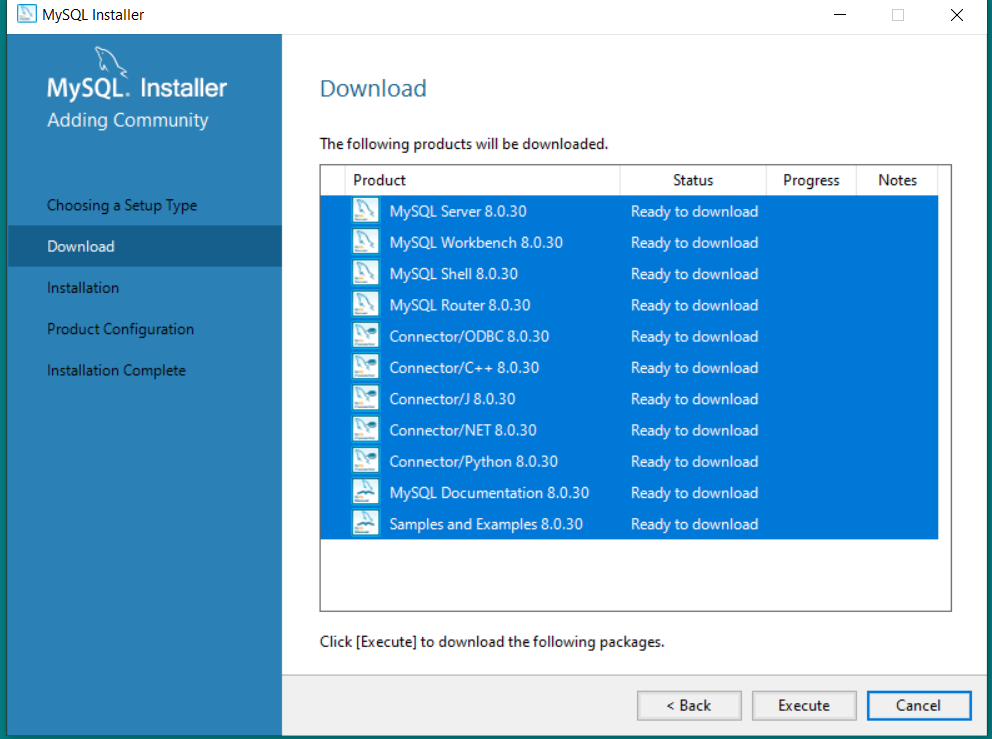 MySQL Installer
MySQL. Installer
Adding Community
Choosing a Setup Type
Download
Installation
Product Configuration
Installation Complete
Download
The following products will be downloaded.
Product Status Progress Notes
MySQL Server 8.0.30 Ready to download
MySQL Workbench 8.0.30 Ready to download
MySQL Shell 8.0.30 Ready to download
MySQL Router 8.0.30 Ready to download
Connector/ODBC 8.0.30 Ready to download
Connector/C++ 8.0.30 Ready to download
Connector/J 8.0.30 Ready to download
Connector/NET 8.0.30 Ready to download
Connector/Python 8.0.30 Ready to download
MySQL Documentation 8.0.30 Ready to download
Samples and Examples 8.0.30 Ready to download
Click [Execute] to download the following packages.
< Back Execute Cancel